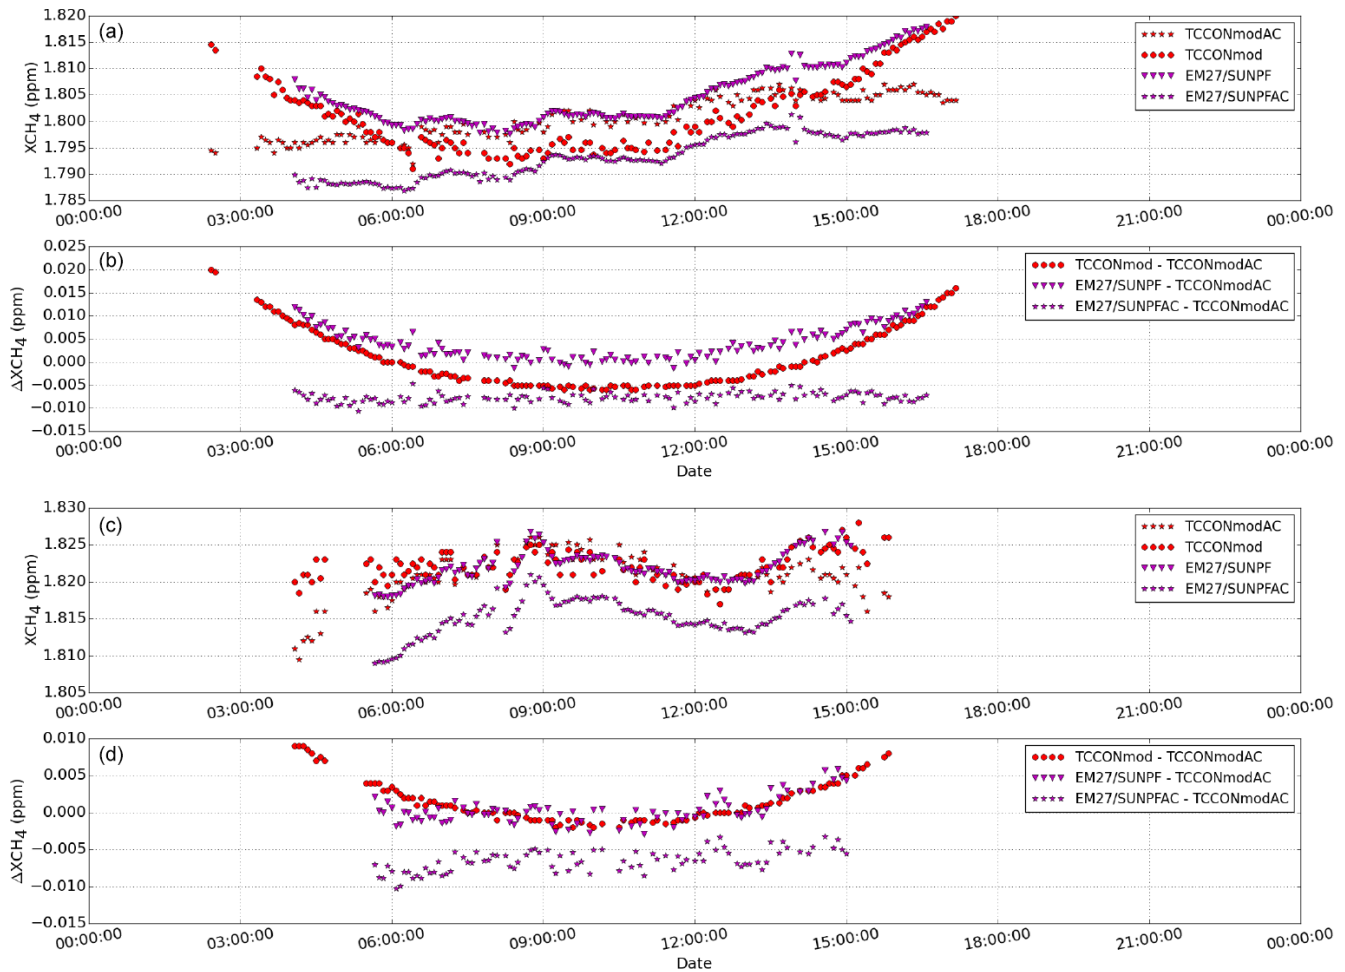 (a)
XCH4 (ppm)
1.820
1.815
1.810
1.805
1.800
1.795
1.790
1.785
TCCONmodAC
TCCONmod
EM27/SUNPF
EM27/SUNPFAC
00:00:00 03:00:00 06:00:00 09:00:00 12:00:00 15:00:00 18:00:00 21:00:00 00:00:00
(b)
ΔXCH4 (ppm)
0.025
0.020
0.015
0.010
0.005
0.000
−0.005
−0.010
−0.015
TCCONmod - TCCONmodAC
EM27/SUNPF - TCCONmodAC
EM27/SUNPFAC - TCCONmodAC
00:00:00 03:00:00 06:00:00 09:00:00 12:00:00 15:00:00 18:00:00 21:00:00 00:00:00
Date
(c)
XCH4 (ppm)
1.830
1.825
1.820
1.815
1.810
1.805
TCCONmodAC
TCCONmod
EM27/SUNPF
EM27/SUNPFAC
00:00:00 03:00:00 06:00:00 09:00:00 12:00:00 15:00:00 18:00:00 21:00:00 00:00:00
(d)
ΔXCH4 (ppm)
0.010
0.005
0.000
−0.005
−0.010
−0.015
TCCONmod - TCCONmodAC
EM27/SUNPF - TCCONmodAC
EM27/SUNPFAC - TCCONmodAC
00:00:00 03:00:00 06:00:00 09:00:00 12:00:00 15:00:00 18:00:00 21:00:00 00:00:00
Date